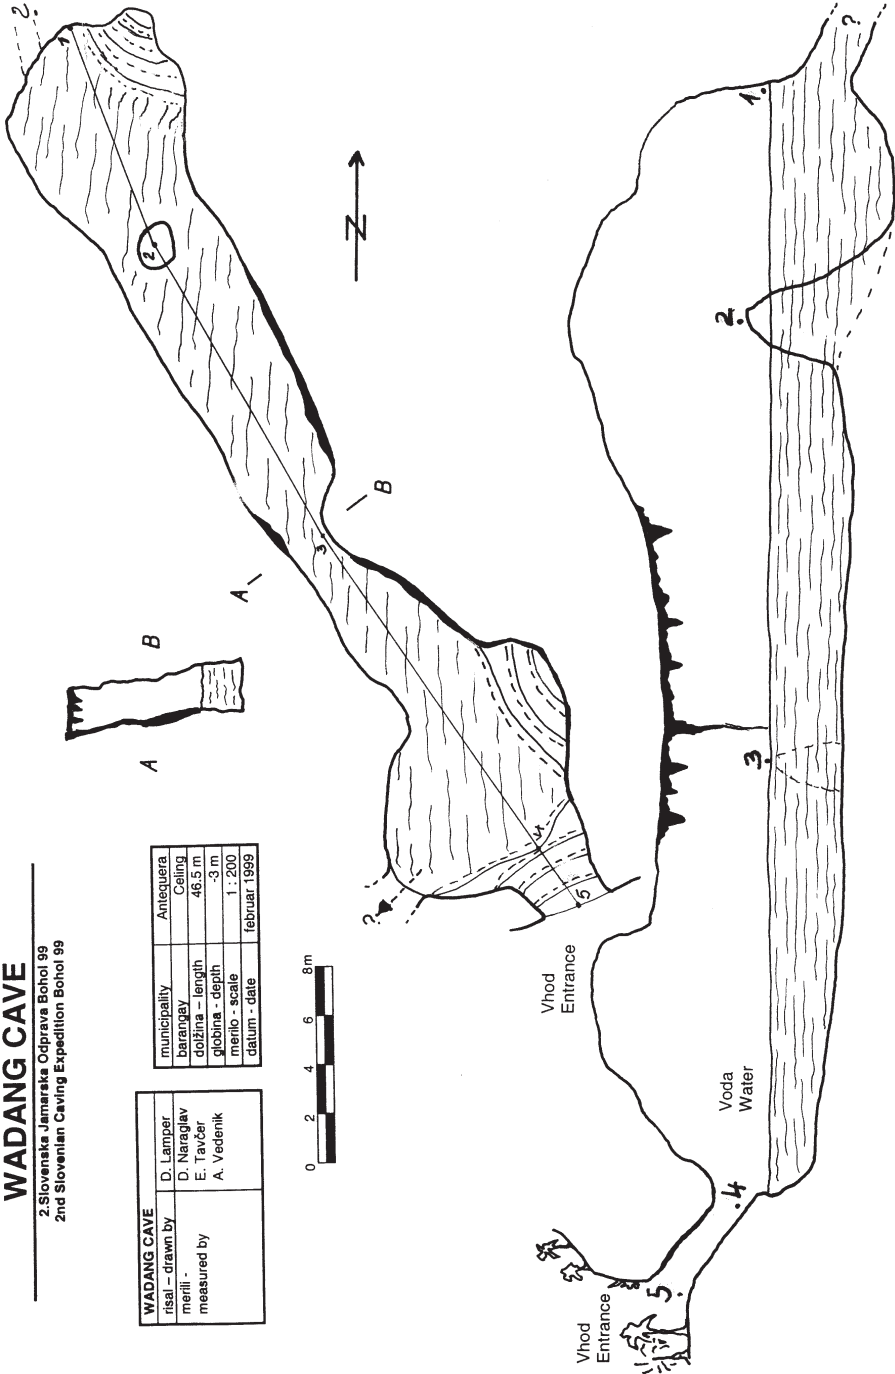 WADANG CAVE
2.Slovenska Jamarska Odprava Bohol 99
2nd Slovenian Caving Expedition Bohol 99
WADANG CAVE
risal – drawn by D. Lamper
merili - D. Naraglav
measured by E. Tavčer
A. Vedenik
municipality Antequera
barangay Celing
dolžina – length 46.5 m
globina - depth -3 m
merilo - scale 1 : 200
datum - date februar 1999
0 2 4 6 8m
A B
A
B
N
?
1
2
3
4
5
?
Vhod
Entrance
Vhod
Entrance
5.
.4
Voda
Water
3
2.
1.
?